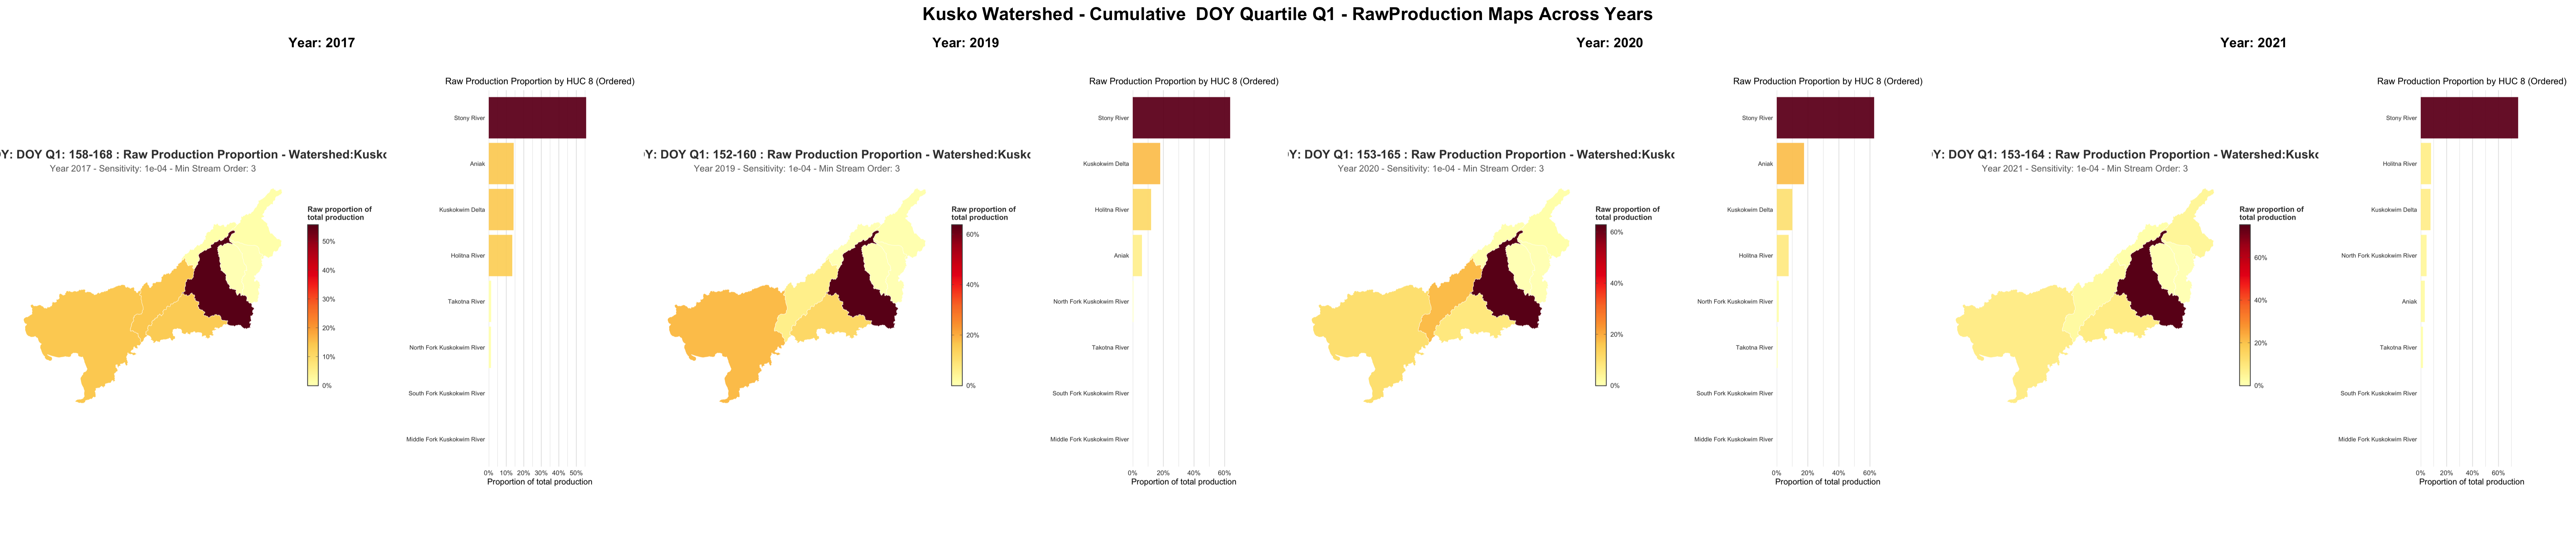 Kusko Watershed - Cumulative  DOY Quartile Q1 - RawProduction Maps Across Years
Year: 2017
Raw Production Proportion by HUC 8 (Ordered)
Y: DOY Q1: 158-168 : Raw Production Proportion - Watershed:Kusko
Year 2017 - Sensitivity: 1e-04 - Min Stream Order: 3
Raw proportion of
total production
50%
40%
30%
20%
10%
0%
Stony River
Aniak
Kuskokwim Delta
Holitna River
Takotna River
North Fork Kuskokwim River
South Fork Kuskokwim River
Middle Fork Kuskokwim River
0% 10% 20% 30% 40% 50%
Proportion of total production
Year: 2019
Raw Production Proportion by HUC 8 (Ordered)
Y: DOY Q1: 152-160 : Raw Production Proportion - Watershed:Kusko
Year 2019 - Sensitivity: 1e-04 - Min Stream Order: 3
Raw proportion of
total production
60%
40%
20%
0%
Stony River
Kuskokwim Delta
Holitna River
Aniak
North Fork Kuskokwim River
Takotna River
South Fork Kuskokwim River
Middle Fork Kuskokwim River
0% 20% 40% 60%
Proportion of total production
Year: 2020
Raw Production Proportion by HUC 8 (Ordered)
Y: DOY Q1: 153-165 : Raw Production Proportion - Watershed:Kusko
Year 2020 - Sensitivity: 1e-04 - Min Stream Order: 3
Raw proportion of
total production
60%
40%
20%
0%
Stony River
Aniak
Kuskokwim Delta
Holitna River
North Fork Kuskokwim River
Takotna River
South Fork Kuskokwim River
Middle Fork Kuskokwim River
0% 20% 40% 60%
Proportion of total production
Year: 2021
Raw Production Proportion by HUC 8 (Ordered)
Y: DOY Q1: 153-164 : Raw Production Proportion - Watershed:Kusko
Year 2021 - Sensitivity: 1e-04 - Min Stream Order: 3
Raw proportion of
total production
60%
40%
20%
0%
Stony River
Holitna River
Kuskokwim Delta
North Fork Kuskokwim River
Aniak
Takotna River
South Fork Kuskokwim River
Middle Fork Kuskokwim River
0% 20% 40% 60%
Proportion of total production